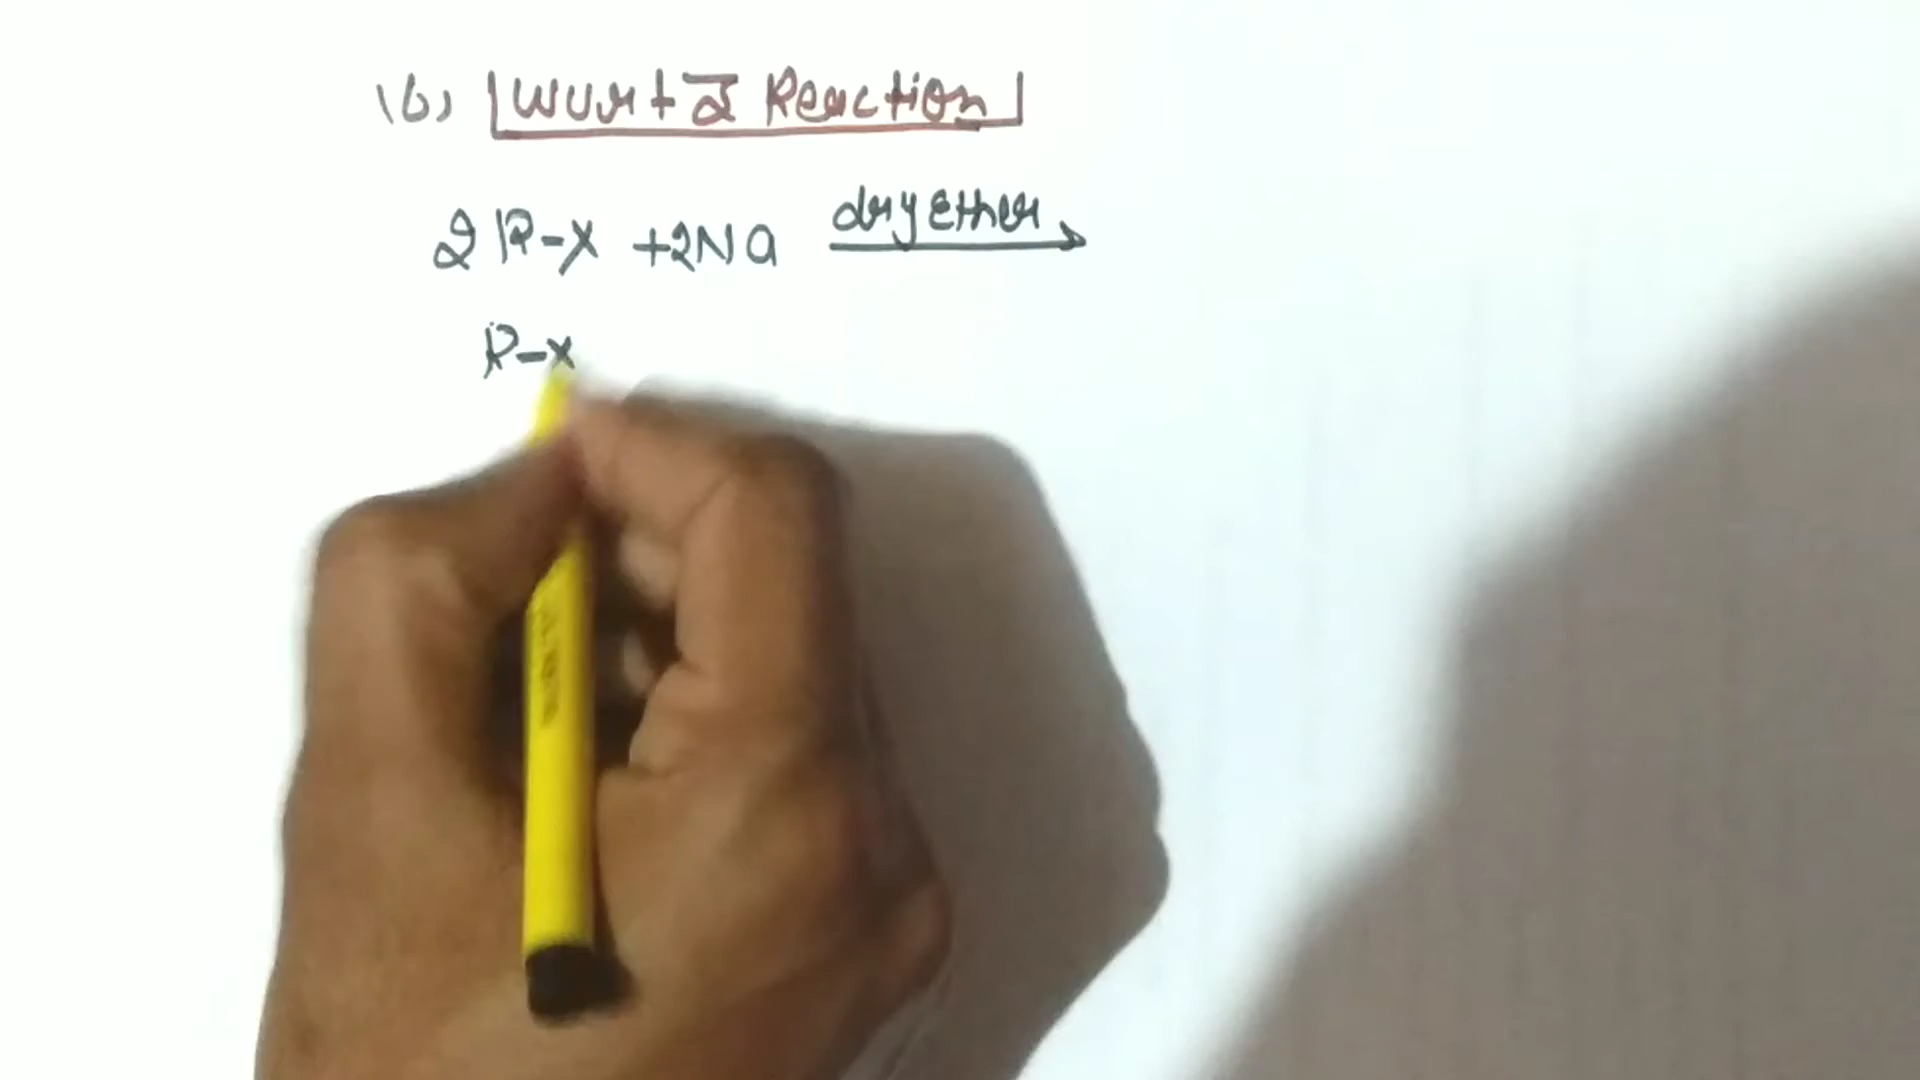 (b) Wurtz Reaction
2 R-X + 2Na dry Ether →
R-X